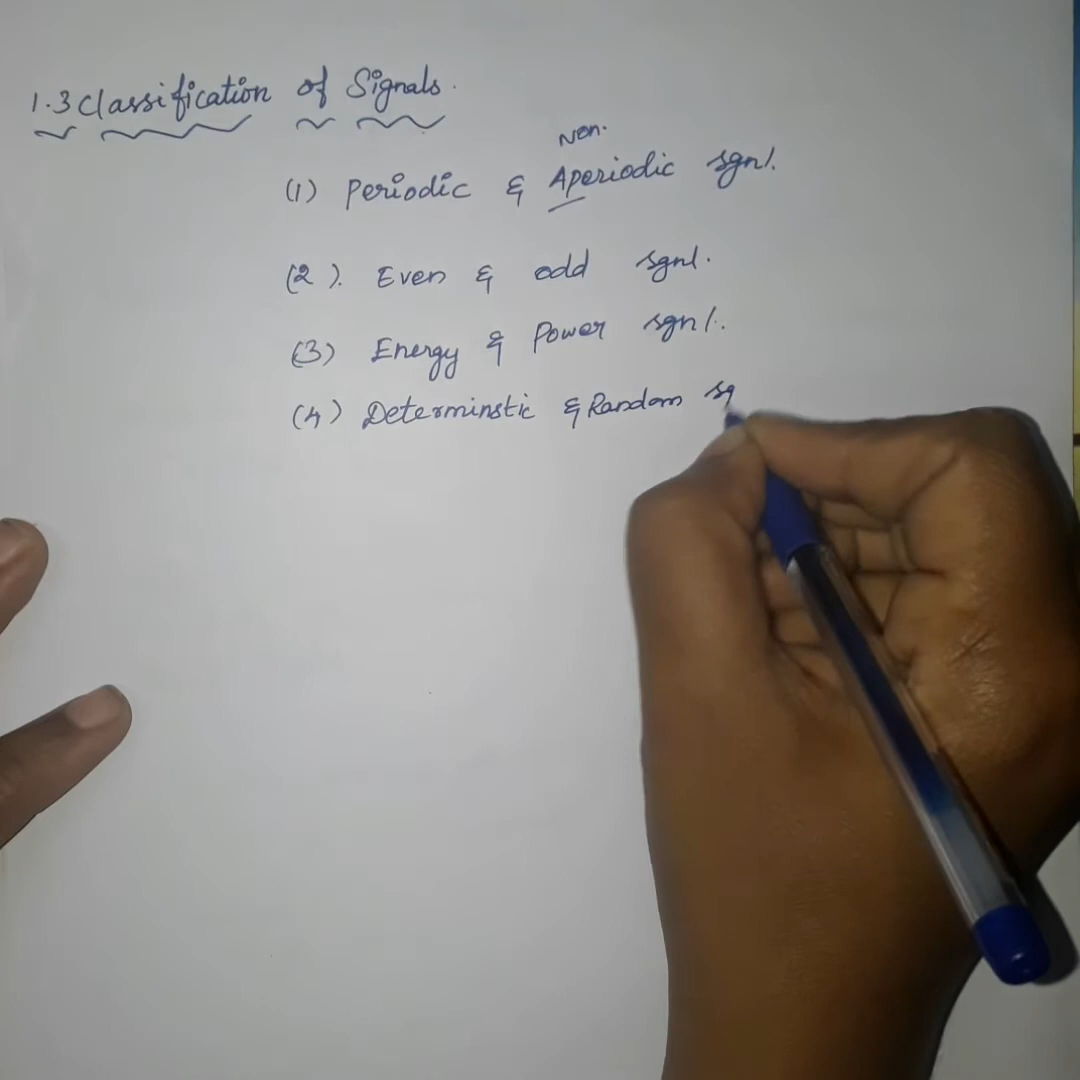 1.3 Classification of Signals.
Non.
(1) Periodic & Aperiodic sgnl.
(2). Even & odd sgnl.
(3) Energy & Power sgnl.
(4) Determinstic & Random sg